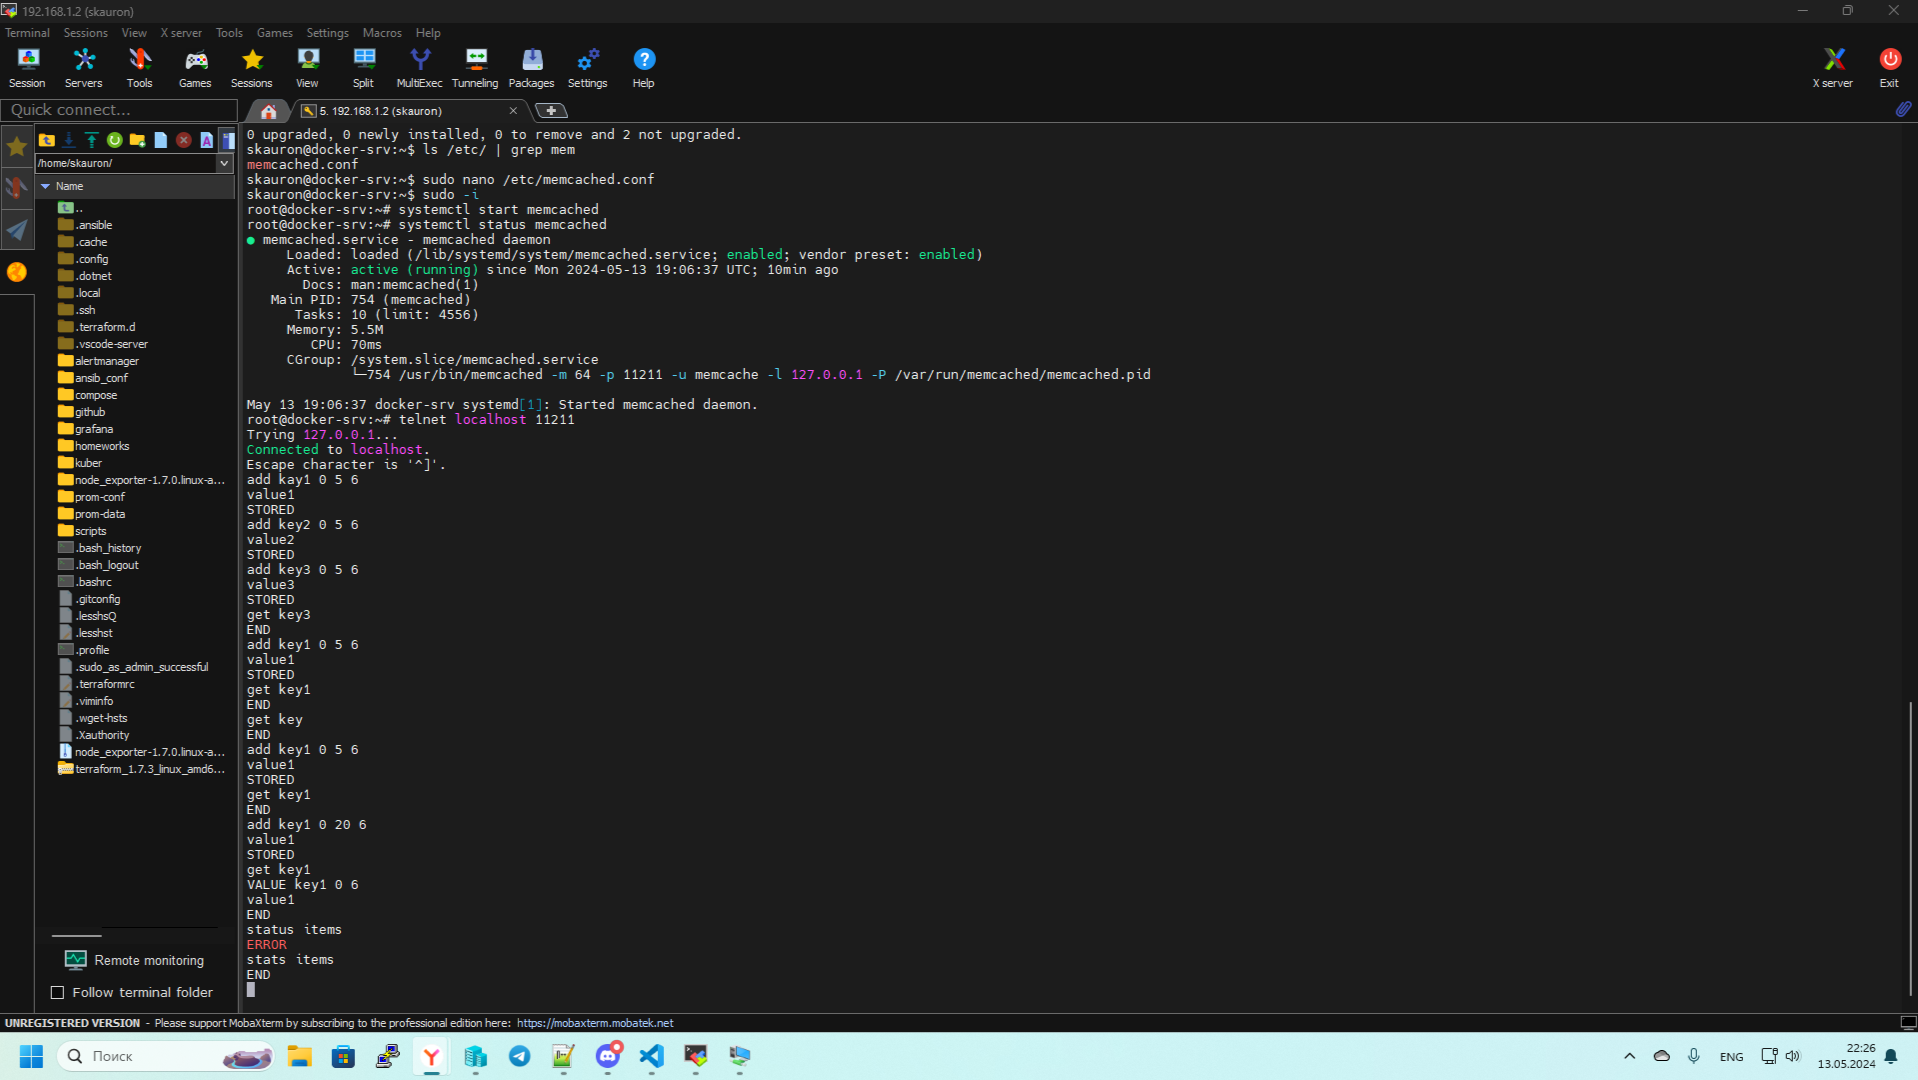 192.168.1.2 (skauron)
Terminal Sessions View X server Tools Games Settings Macros Help
Session Servers Tools Games Sessions View Split MultiExec Tunneling Packages Settings Help X server Exit
Quick connect...
5. 192.168.1.2 (skauron)
/home/skauron/
Name
..
.ansible
.cache
.config
.dotnet
.local
.ssh
.terraform.d
.vscode-server
alertmanager
ansib_conf
compose
github
grafana
homeworks
kuber
node_exporter-1.7.0.linux-a...
prom-conf
prom-data
scripts
.bash_history
.bash_logout
.bashrc
.gitconfig
.lesshsQ
.lesshst
.profile
.sudo_as_admin_successful
.terraformrc
.viminfo
.wget-hsts
.Xauthority
node_exporter-1.7.0.linux-a...
terraform_1.7.3_linux_amd6...
Remote monitoring
Follow terminal folder
0 upgraded, 0 newly installed, 0 to remove and 2 not upgraded.
skauron@docker-srv:~$ ls /etc/ | grep mem
memcached.conf
skauron@docker-srv:~$ sudo nano /etc/memcached.conf
skauron@docker-srv:~$ sudo -i
root@docker-srv:~# systemctl start memcached
root@docker-srv:~# systemctl status memcached
● memcached.service - memcached daemon
Loaded: loaded (/lib/systemd/system/memcached.service; enabled; vendor preset: enabled)
Active: active (running) since Mon 2024-05-13 19:06:37 UTC; 10min ago
Docs: man:memcached(1)
Main PID: 754 (memcached)
Tasks: 10 (limit: 4556)
Memory: 5.5M
CPU: 70ms
CGroup: /system.slice/memcached.service
└─754 /usr/bin/memcached -m 64 -p 11211 -u memcache -l 127.0.0.1 -P /var/run/memcached/memcached.pid
May 13 19:06:37 docker-srv systemd[1]: Started memcached daemon.
root@docker-srv:~# telnet localhost 11211
Trying 127.0.0.1...
Connected to localhost.
Escape character is '^]'.
add kay1 0 5 6
value1
STORED
add key2 0 5 6
value2
STORED
add key3 0 5 6
value3
STORED
get key3
END
add key1 0 5 6
value1
STORED
get key1
END
get key
END
add key1 0 5 6
value1
STORED
get key1
END
add key1 0 20 6
value1
STORED
get key1
VALUE key1 0 6
value1
END
status items
ERROR
stats items
END
UNREGISTERED VERSION - Please support MobaXterm by subscribing to the professional edition here: https://mobaxterm.mobatek.net
Поиск
ENG
22:26
13.05.2024